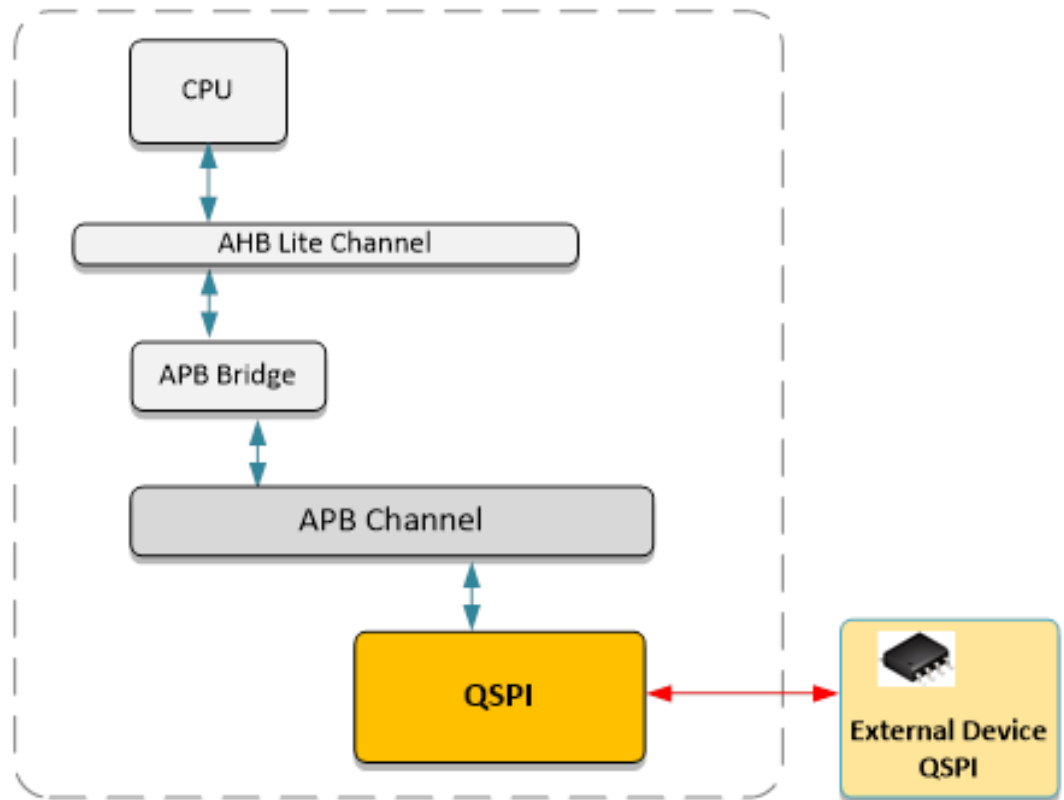 CPU
AHB Lite Channel
APB Bridge
APB Channel
QSPI
External Device
QSPI